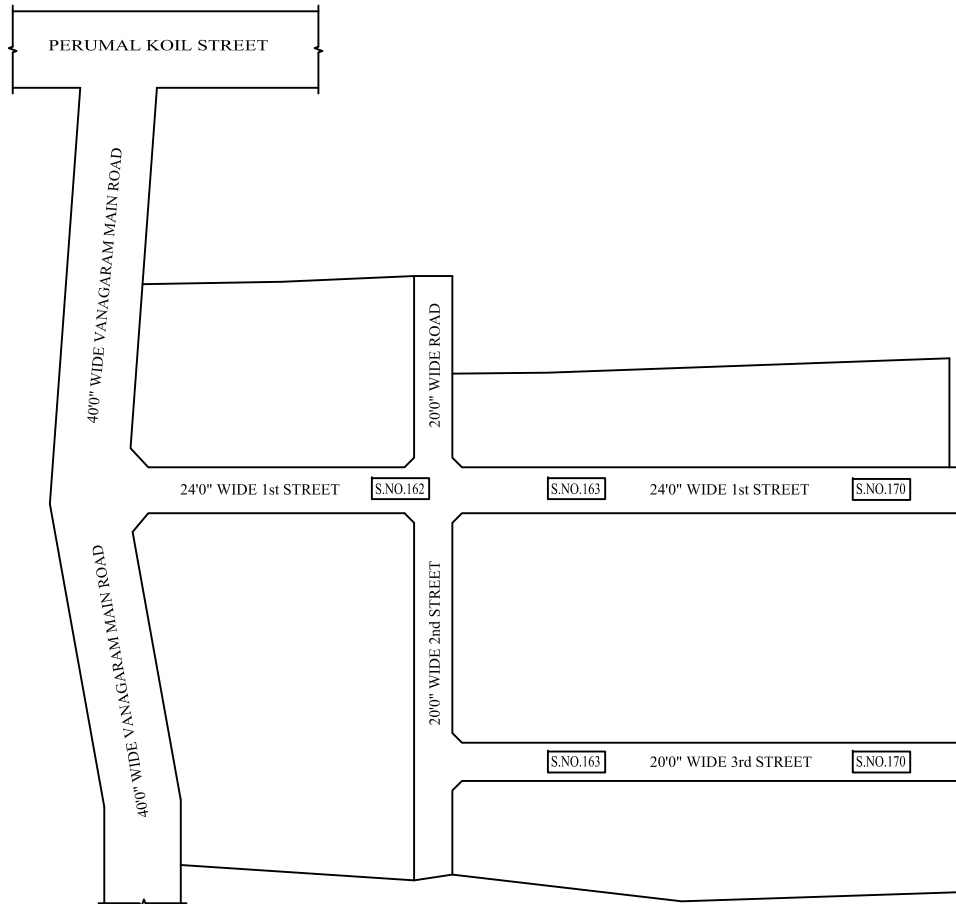 PERUMAL KOIL STREET
40'0" WIDE VANAGARAM MAIN ROAD
20'0" WIDE ROAD
24'0" WIDE 1st STREET
S.NO.162
S.NO.163
24'0" WIDE 1st STREET
S.NO.170
40'0" WIDE VANAGARAM MAIN ROAD
20'0" WIDE 2nd STREET
S.NO.163
20'0" WIDE 3rd STREET
S.NO.170